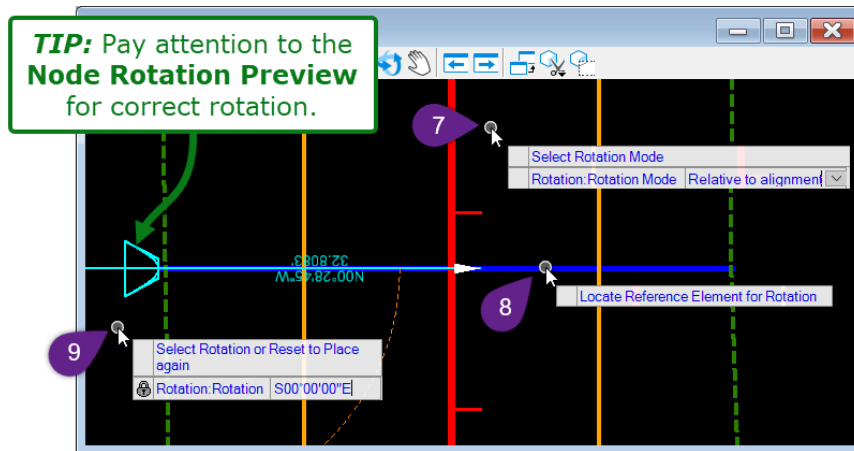 TIP: Pay attention to the
Node Rotation Preview
for correct rotation.
7
Select Rotation Mode
Rotation:Rotation Mode Relative to alignment
32.8083'
N00°28'45"W
8
Locate Reference Element for Rotation
9
Select Rotation or Reset to Place
again
Rotation:Rotation S00°00'00"E